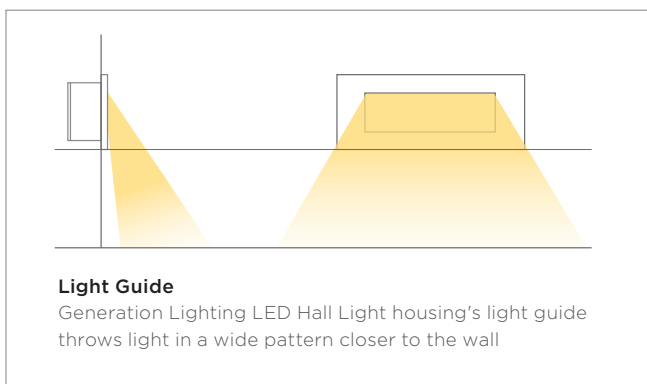 Light Guide
Generation Lighting LED Hall Light housing's light guide
throws light in a wide pattern closer to the wall